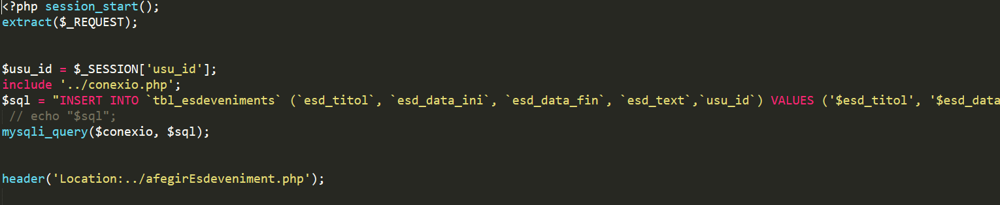 <?php session_start();
extract($_REQUEST);
$usu_id = $_SESSION['usu_id'];
include '../conexio.php';
$sql = "INSERT INTO `tbl_esdeveniments` (`esd_titol`, `esd_data_ini`, `esd_data_fin`, `esd_text`,`usu_id`) VALUES ('$esd_titol', '$esd_data
// echo "$sql";
mysqli_query($conexio, $sql);
header('Location:../afegirEsdeveniment.php');